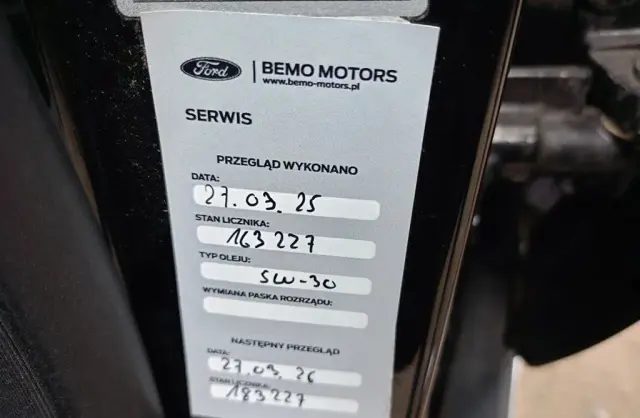 Ford
BEMO MOTORS
www.bemo-motors.pl
SERWIS
PRZEGLĄD WYKONANO
DATA:
27.03.25
STAN LICZNIKA:
163 227
TYP OLEJU:
5W-30
WYMIANA PASKA ROZRZĄDU:
NASTĘPNY PRZEGLĄD
DATA:
27.03.26
STAN LICZNIKA:
183227